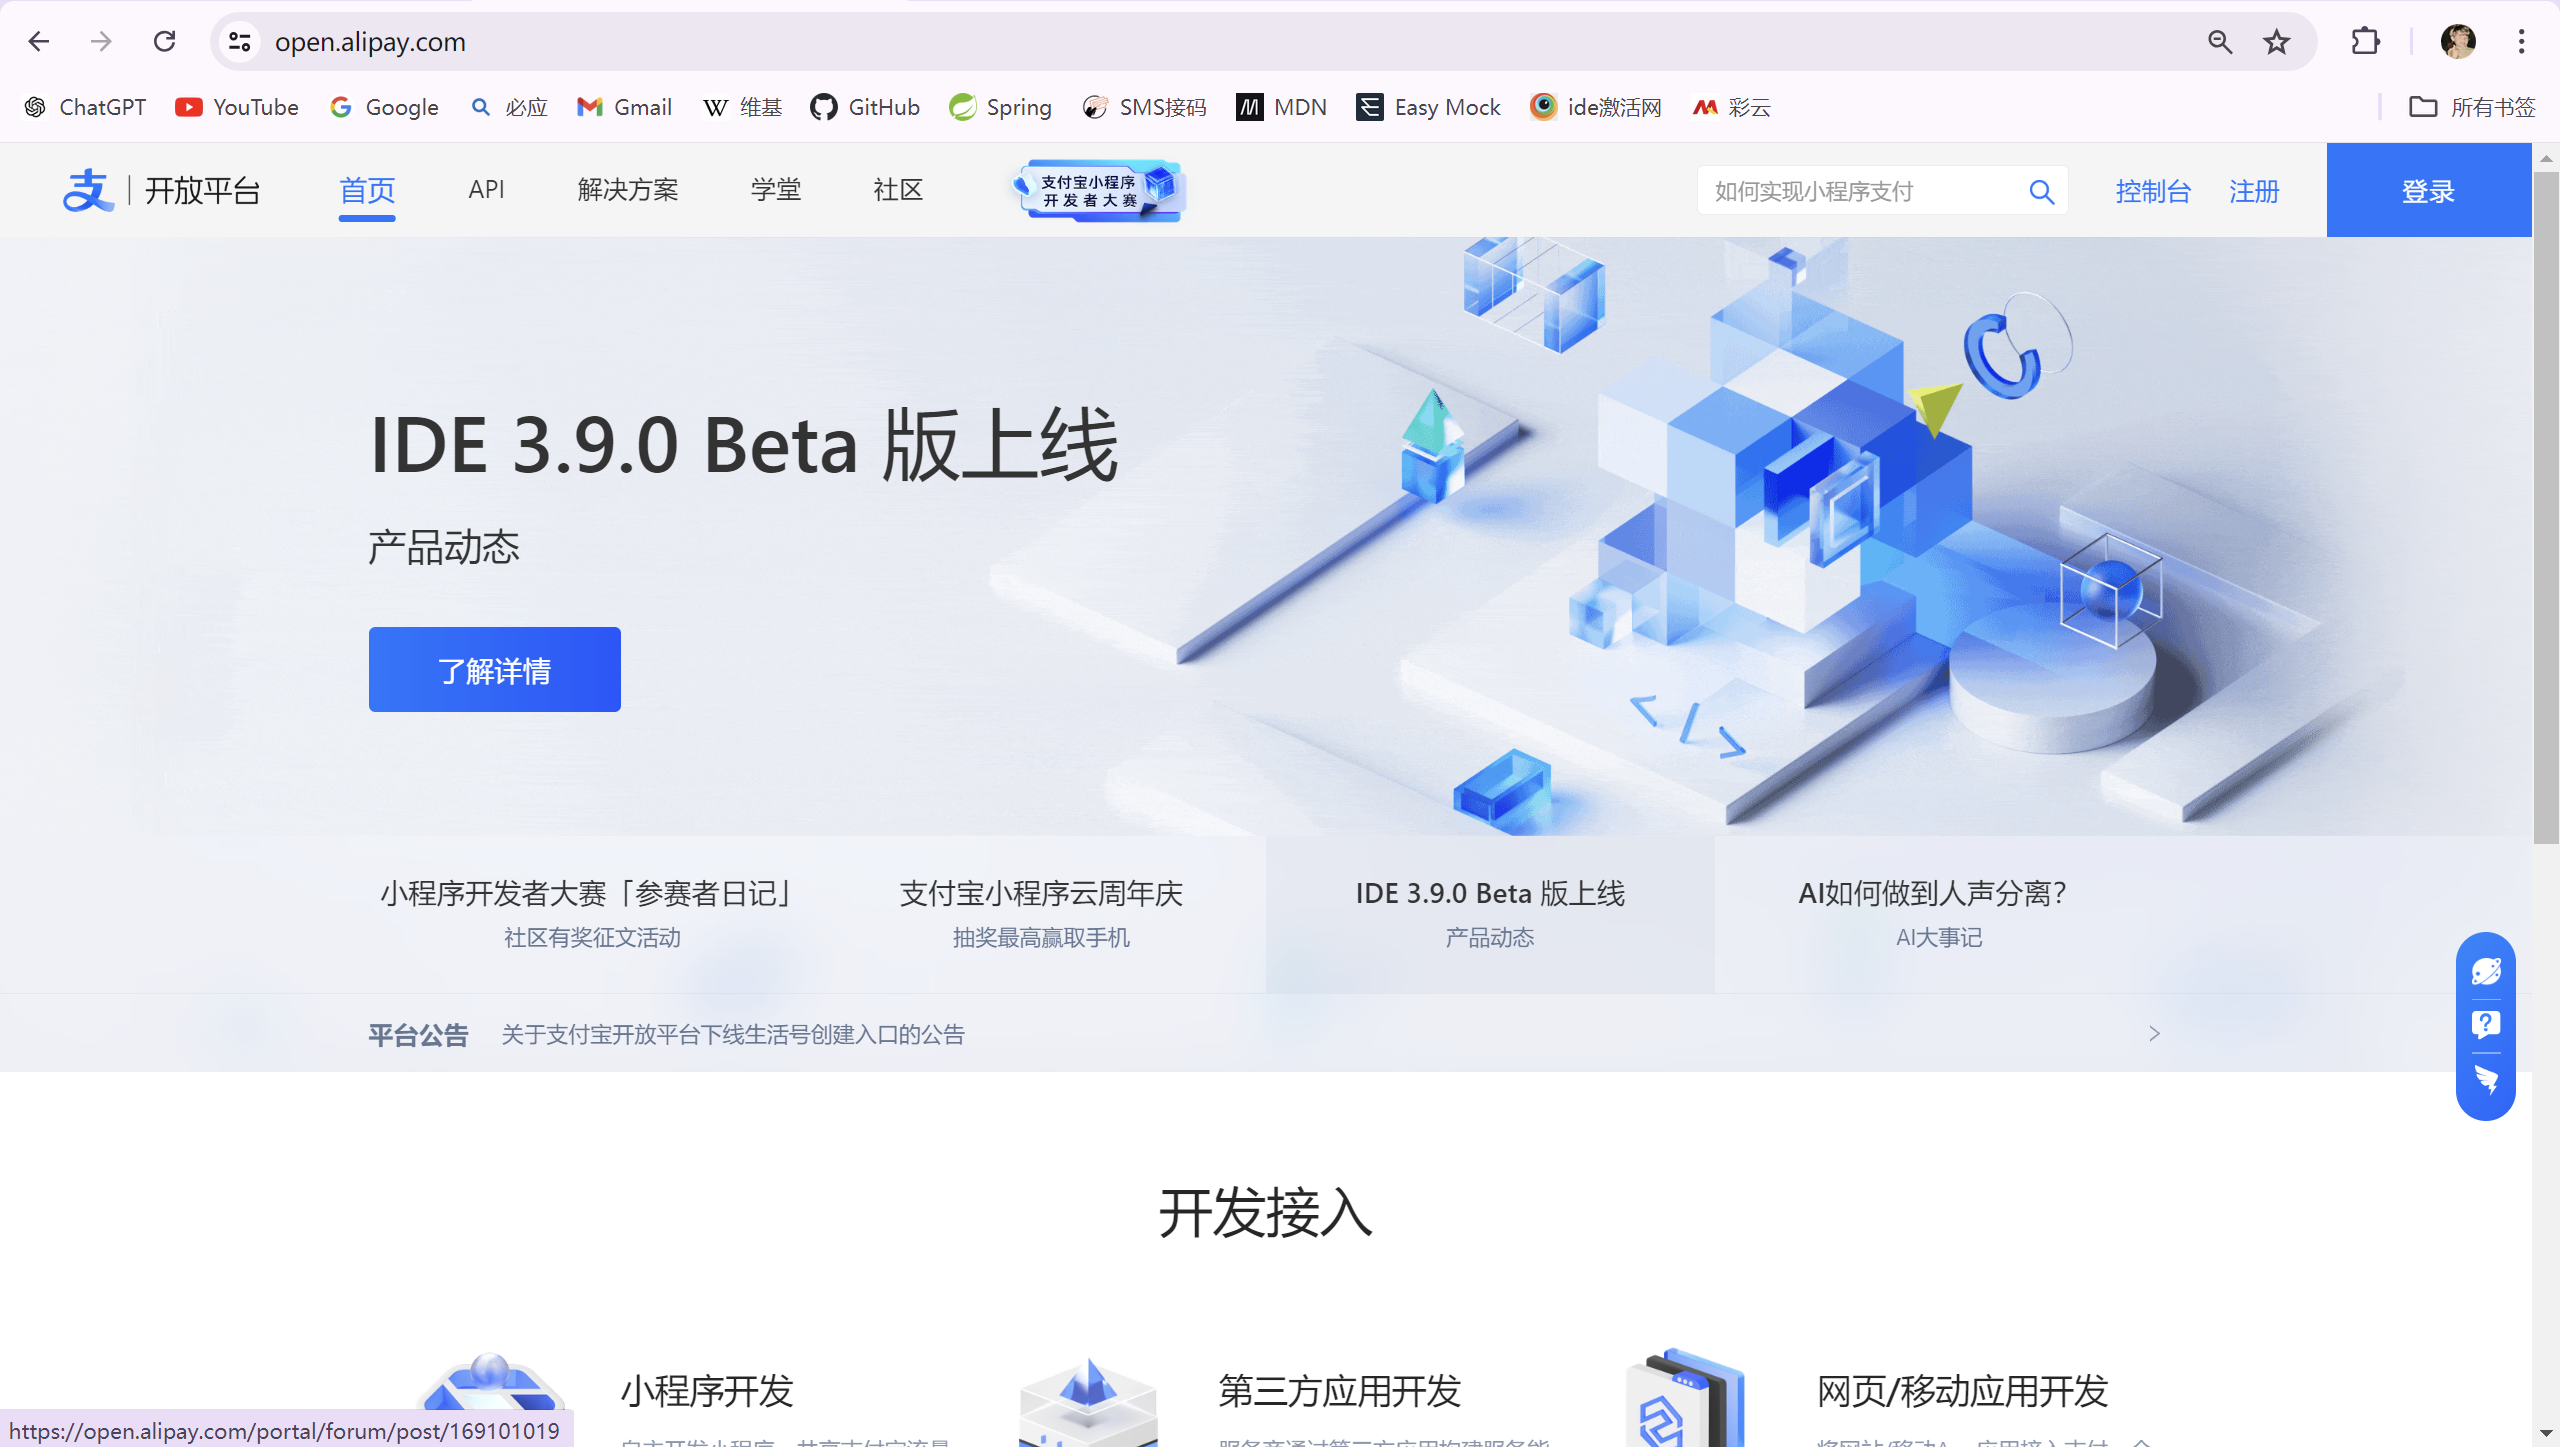 open.alipay.com
ChatGPT YouTube Google 必应 Gmail 维基 GitHub Spring SMS接码 MDN Easy Mock ide激活网 彩云 所有书签
支 开放平台 首页 API 解决方案 学堂 社区
支付宝小程序
开发者大赛
如何实现小程序支付 控制台 注册 登录
IDE 3.9.0 Beta 版上线
产品动态
了解详情
小程序开发者大赛「参赛者日记」 支付宝小程序云周年庆 IDE 3.9.0 Beta 版上线 AI如何做到人声分离?
社区有奖征文活动 抽奖最高赢取手机 产品动态 AI大事记
平台公告 关于支付宝开放平台下线生活号创建入口的公告
开发接入
小程序开发 第三方应用开发 网页/移动应用开发
https://open.alipay.com/portal/forum/post/169101019